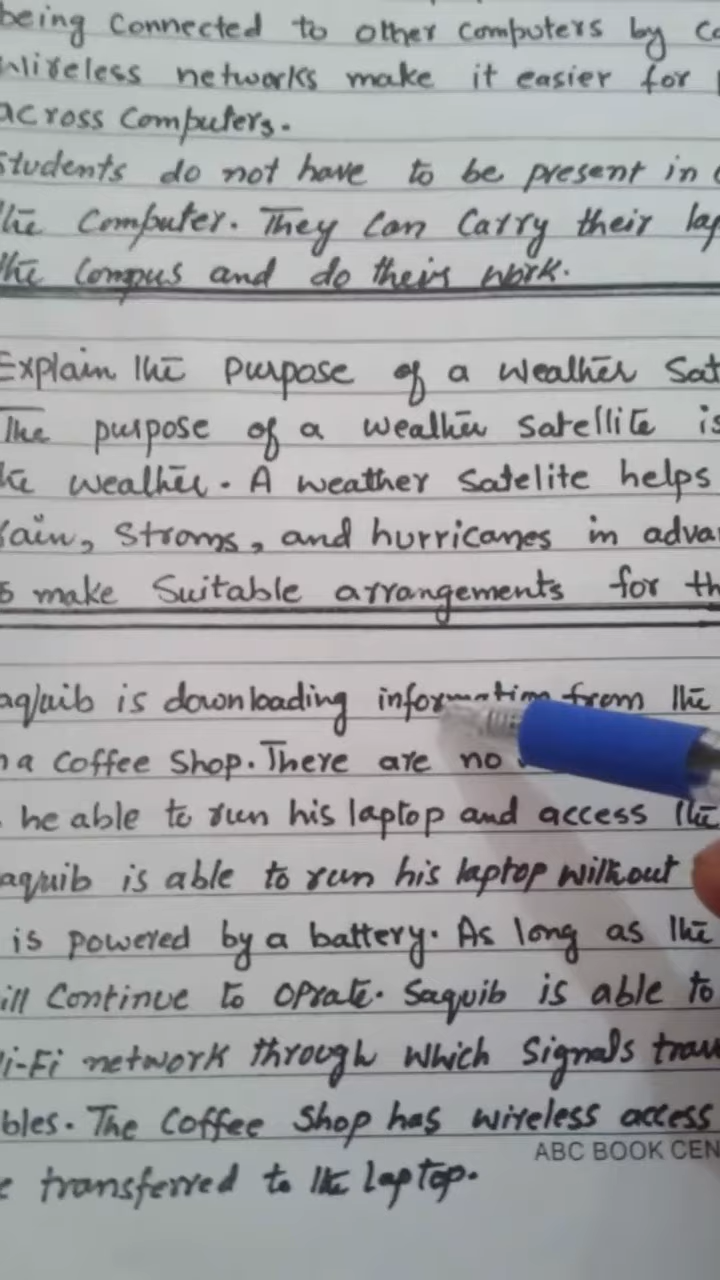 being connected to other computers by
Wireless networks make it easier for
across computers.
Students do not have to be present in
the computer. They can carry their
the compus and do their work.
Explain the purpose of a weather
The purpose of a weather satellite is
the weather. A weather satelite helps
rain, stroms, and hurricanes in
to make suitable arrangements for
is downloading information from the
a coffee shop. There are no
he able to run his laptop and access the
is able to run his laptop without
is powered by a battery. As long as the
continue to oprate. Saquib is able to
network through which signals
The coffee shop has wireless access
ABC BOOK
transferred to the laptop.